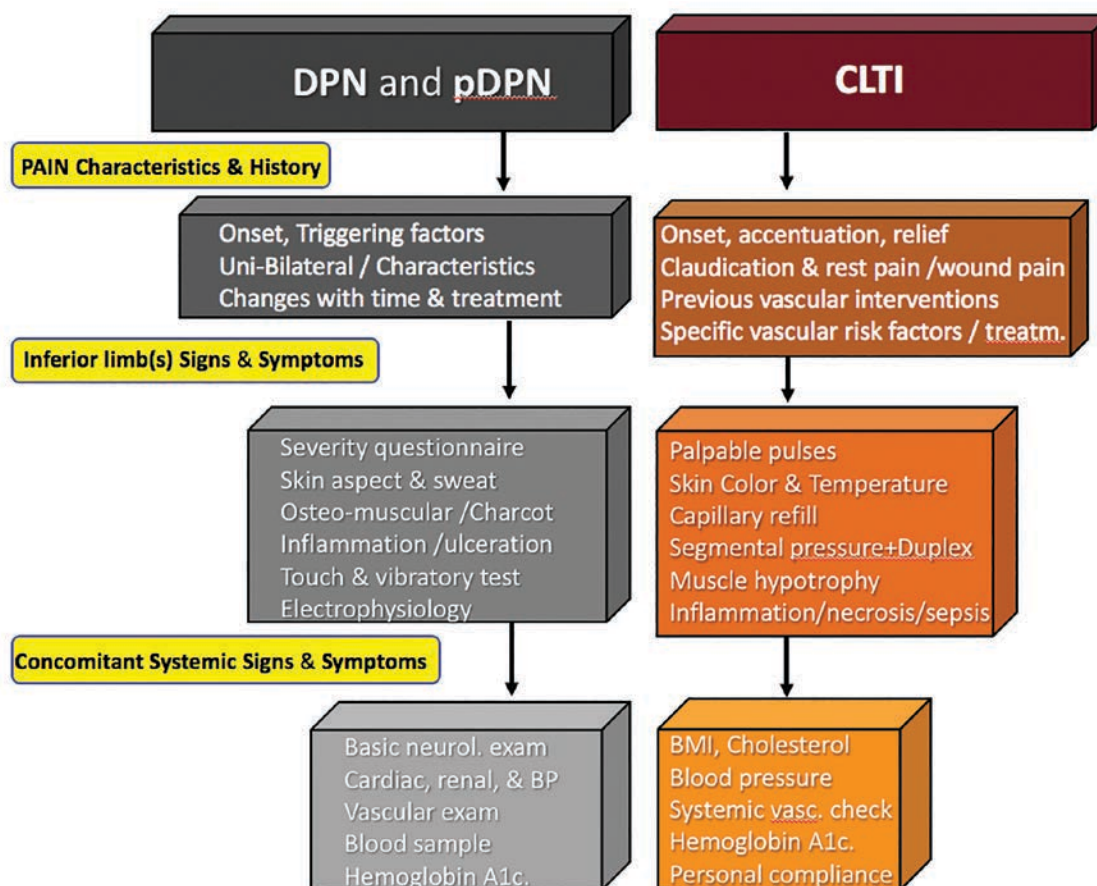 DPN and pDPN
CLTI
PAIN Characteristics & History
Onset, Triggering factors
Uni-Bilateral / Characteristics
Changes with time & treatment
Onset, accentuation, relief
Claudication & rest pain /wound pain
Previous vascular interventions
Specific vascular risk factors / treatm.
Inferior limb(s) Signs & Symptoms
Severity questionnaire
Skin aspect & sweat
Osteo-muscular /Charcot
Inflammation /ulceration
Touch & vibratory test
Electrophysiology
Palpable pulses
Skin Color & Temperature
Capillary refill
Segmental pressure+Duplex
Muscle hypotrophy
Inflammation/necrosis/sepsis
Concomitant Systemic Signs & Symptoms
Basic neurol. exam
Cardiac, renal, & BP
Vascular exam
Blood sample
Hemoglobin A1c.
BMI, Cholesterol
Blood pressure
Systemic vasc. check
Hemoglobin A1c.
Personal compliance